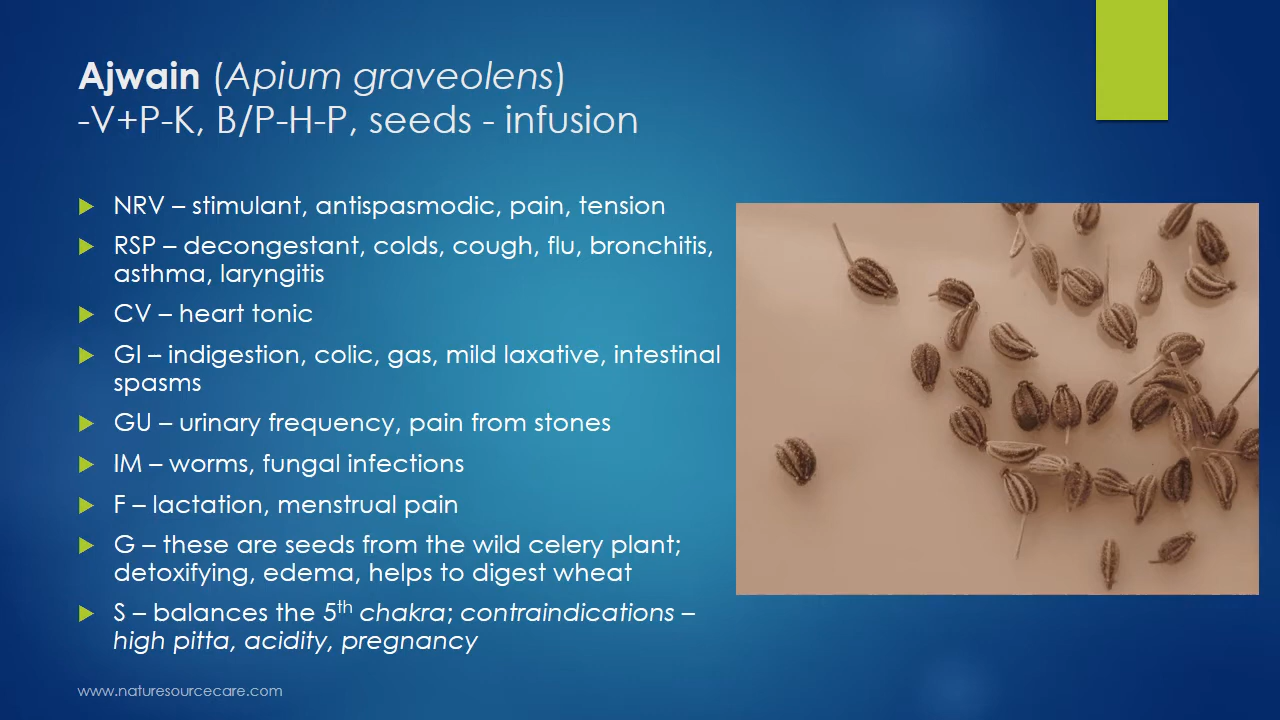 Ajwain (Apium graveolens)
-V+P-K, B/P-H-P, seeds - infusion
NRV – stimulant, antispasmodic, pain, tension
RSP – decongestant, colds, cough, flu, bronchitis,
asthma, laryngitis
CV – heart tonic
GI – indigestion, colic, gas, mild laxative, intestinal
spasms
GU – urinary frequency, pain from stones
IM – worms, fungal infections
F – lactation, menstrual pain
G – these are seeds from the wild celery plant;
detoxifying, edema, helps to digest wheat
S – balances the 5th chakra; contraindications –
high pitta, acidity, pregnancy
www.naturesourcecare.com